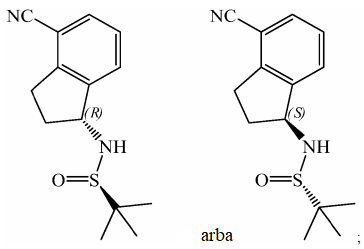 NC NC
(R) (S)
NH NH
O=S O=S
arba ;